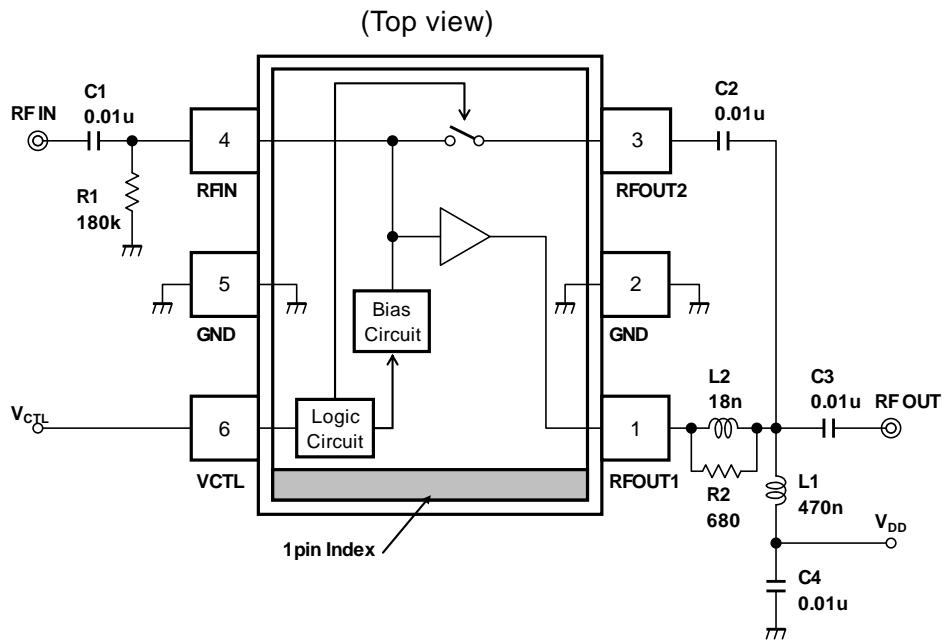 (Top view)
RF IN
C1
0.01u
R1
180k
4
RFIN
5
GND
V_CTL
6
VCTL
Logic
Circuit
Bias
Circuit
1pin Index
3
RFOUT2
2
GND
1
RFOUT1
C2
0.01u
L2
18n
R2
680
C3
0.01u
RF OUT
L1
470n
V_DD
C4
0.01u